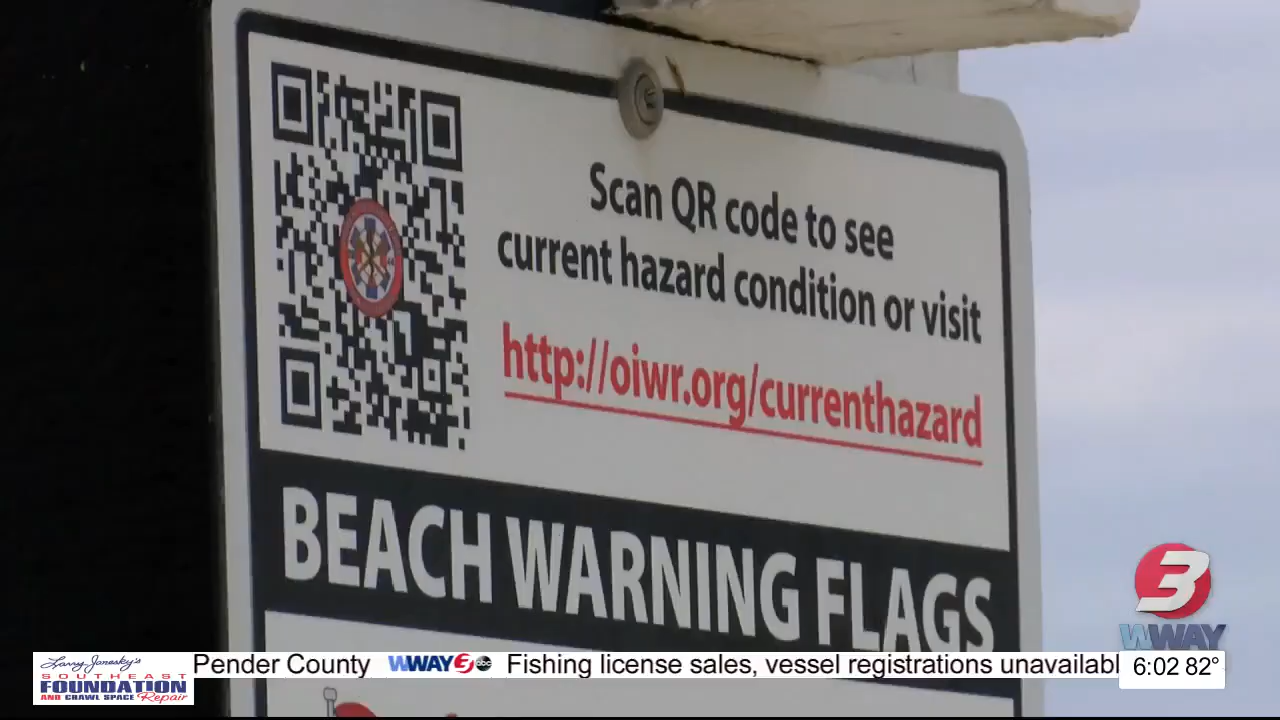 Scan QR code to see
current hazard condition or visit
http://oiwr.org/currenthazard
BEACH WARNING FLAGS
3
WWAY
Larry Janesky's
SOUTHEAST
FOUNDATION
AND CRAWL SPACE Repair
Pender County WWAY3 abc Fishing license sales, vessel registrations unavailabl
6:02 82°